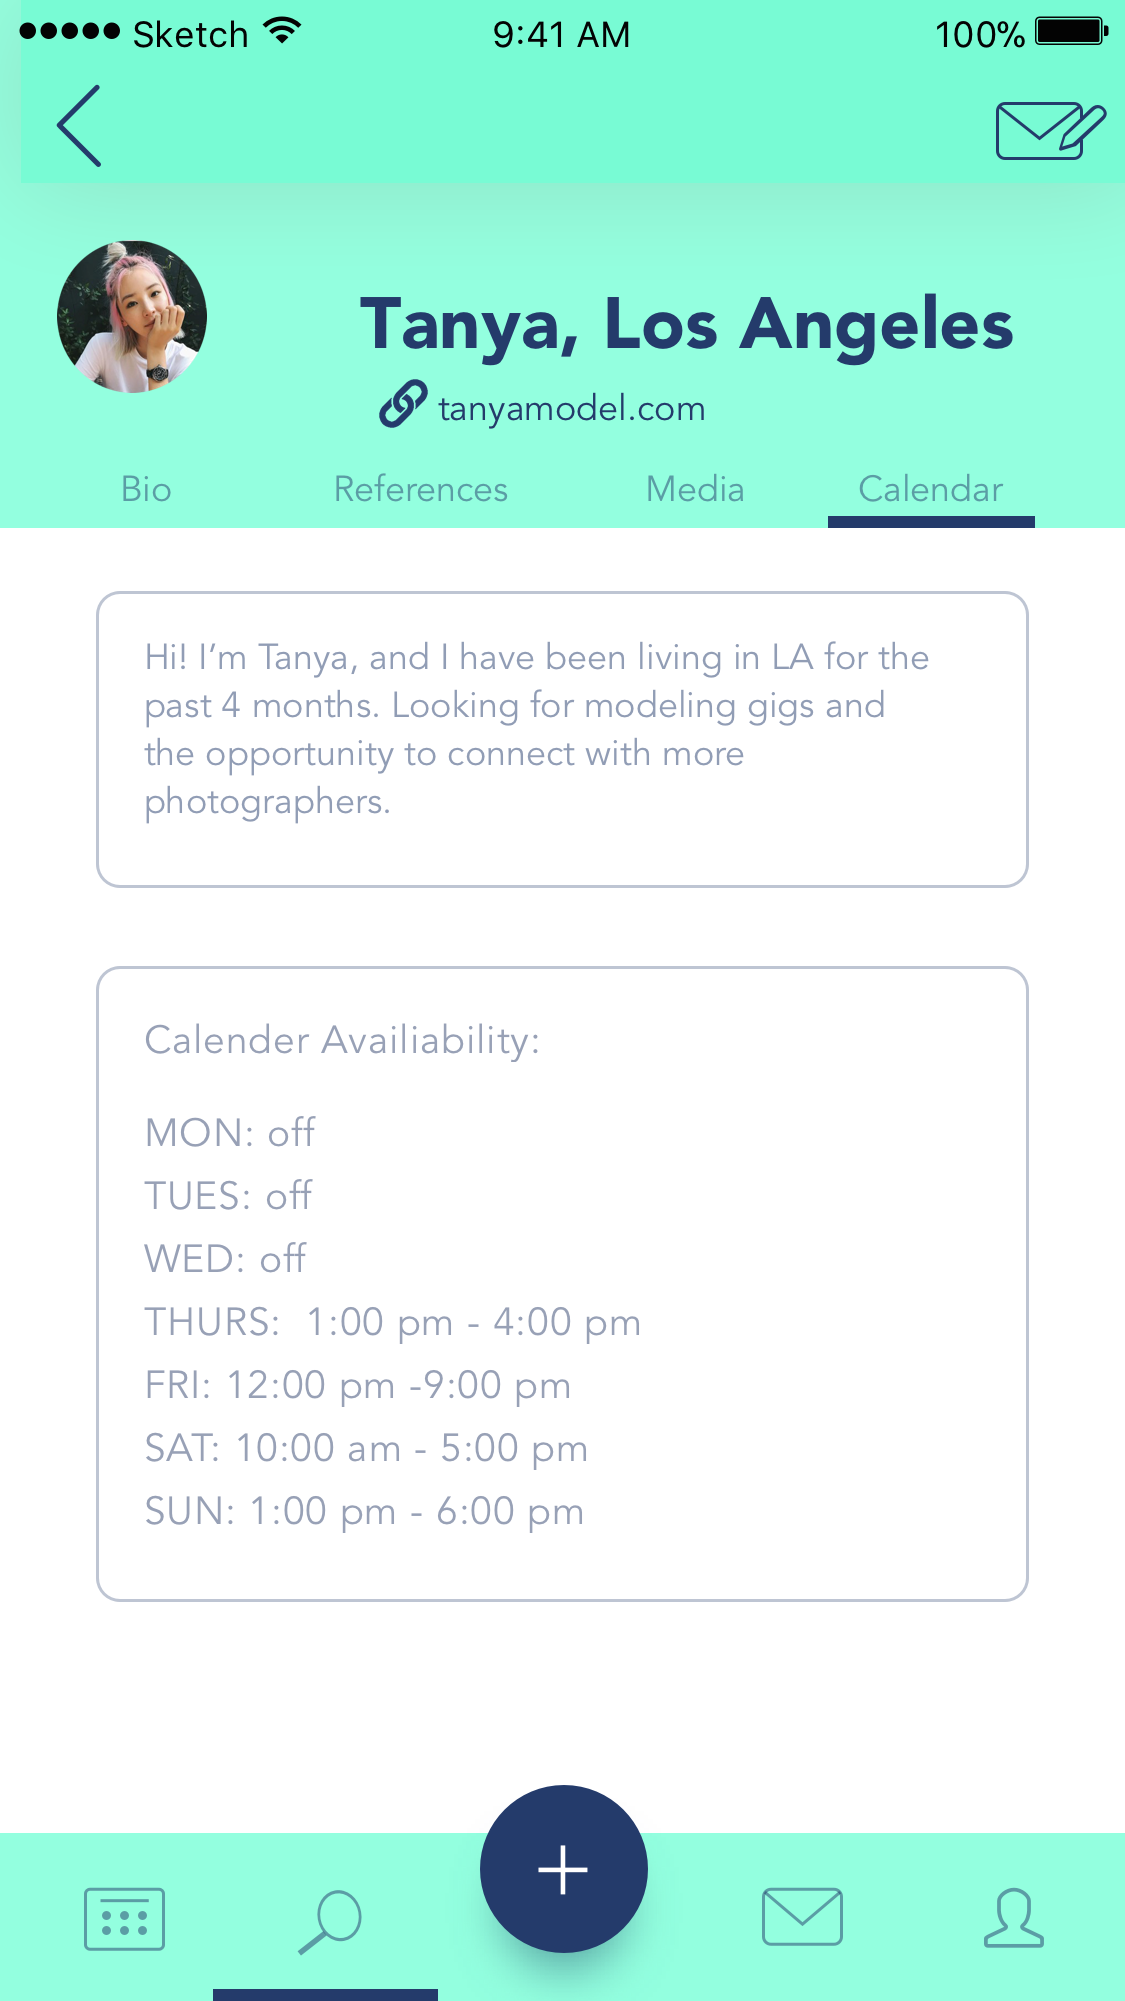 Sketch 9:41 AM 100%
Tanya, Los Angeles
tanyamodel.com
Bio References Media Calendar
Hi! I’m Tanya, and I have been living in LA for the
past 4 months. Looking for modeling gigs and
the opportunity to connect with more
photographers.
Calender Availiability:
MON: off
TUES: off
WED: off
THURS:  1:00 pm - 4:00 pm
FRI: 12:00 pm -9:00 pm
SAT: 10:00 am - 5:00 pm
SUN: 1:00 pm - 6:00 pm